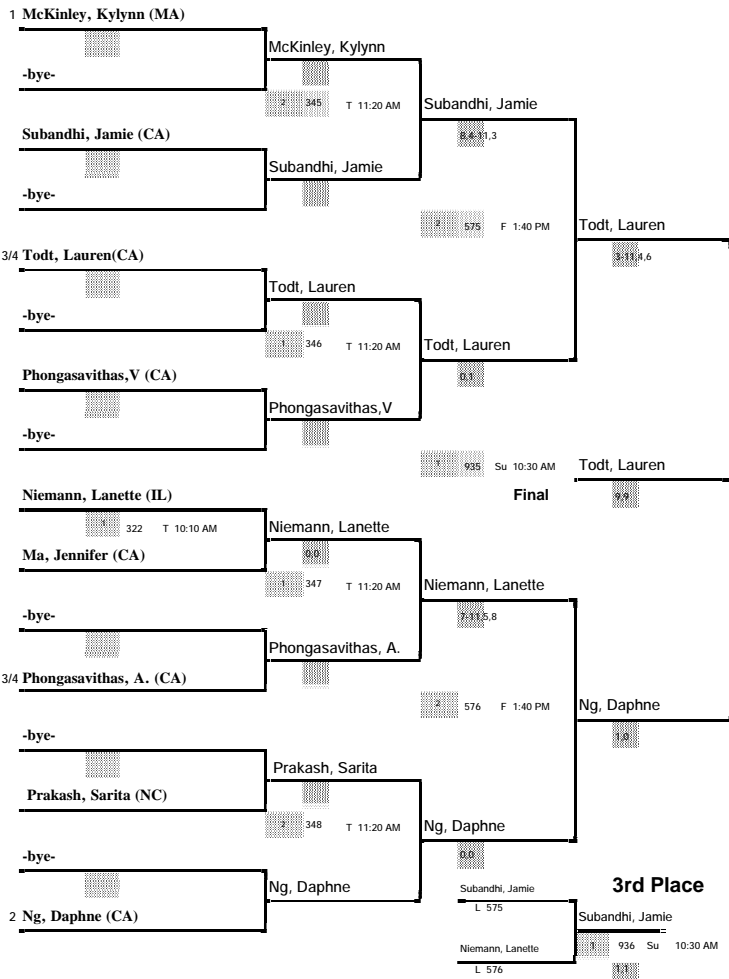 1 McKinley, Kylynn (MA)
McKinley, Kylynn
-bye-
2 345 T 11:20 AM
Subandhi, Jamie
Subandhi, Jamie (CA)
8,4-11,3
Subandhi, Jamie
-bye-
2 575 F 1:40 PM
Todt, Lauren
3/4 Todt, Lauren(CA)
3-11,4,6
Todt, Lauren
-bye-
1 346 T 11:20 AM
Todt, Lauren
Phongasavithas,V (CA)
0,1
Phongasavithas,V
-bye-
1 935 Su 10:30 AM
Todt, Lauren
Niemann, Lanette (IL)
Final
9,9
1 322 T 10:10 AM
Niemann, Lanette
Ma, Jennifer (CA)
0,0
1 347 T 11:20 AM
Niemann, Lanette
-bye-
7-11,5,8
Phongasavithas, A.
3/4 Phongasavithas, A. (CA)
2 576 F 1:40 PM
Ng, Daphne
-bye-
1,0
Prakash, Sarita
Prakash, Sarita (NC)
2 348 T 11:20 AM
Ng, Daphne
-bye-
0,0
Ng, Daphne
Subandhi, Jamie
3rd Place
L 575
2 Ng, Daphne (CA)
Subandhi, Jamie
Niemann, Lanette
1 936 Su 10:30 AM
L 576
1,1